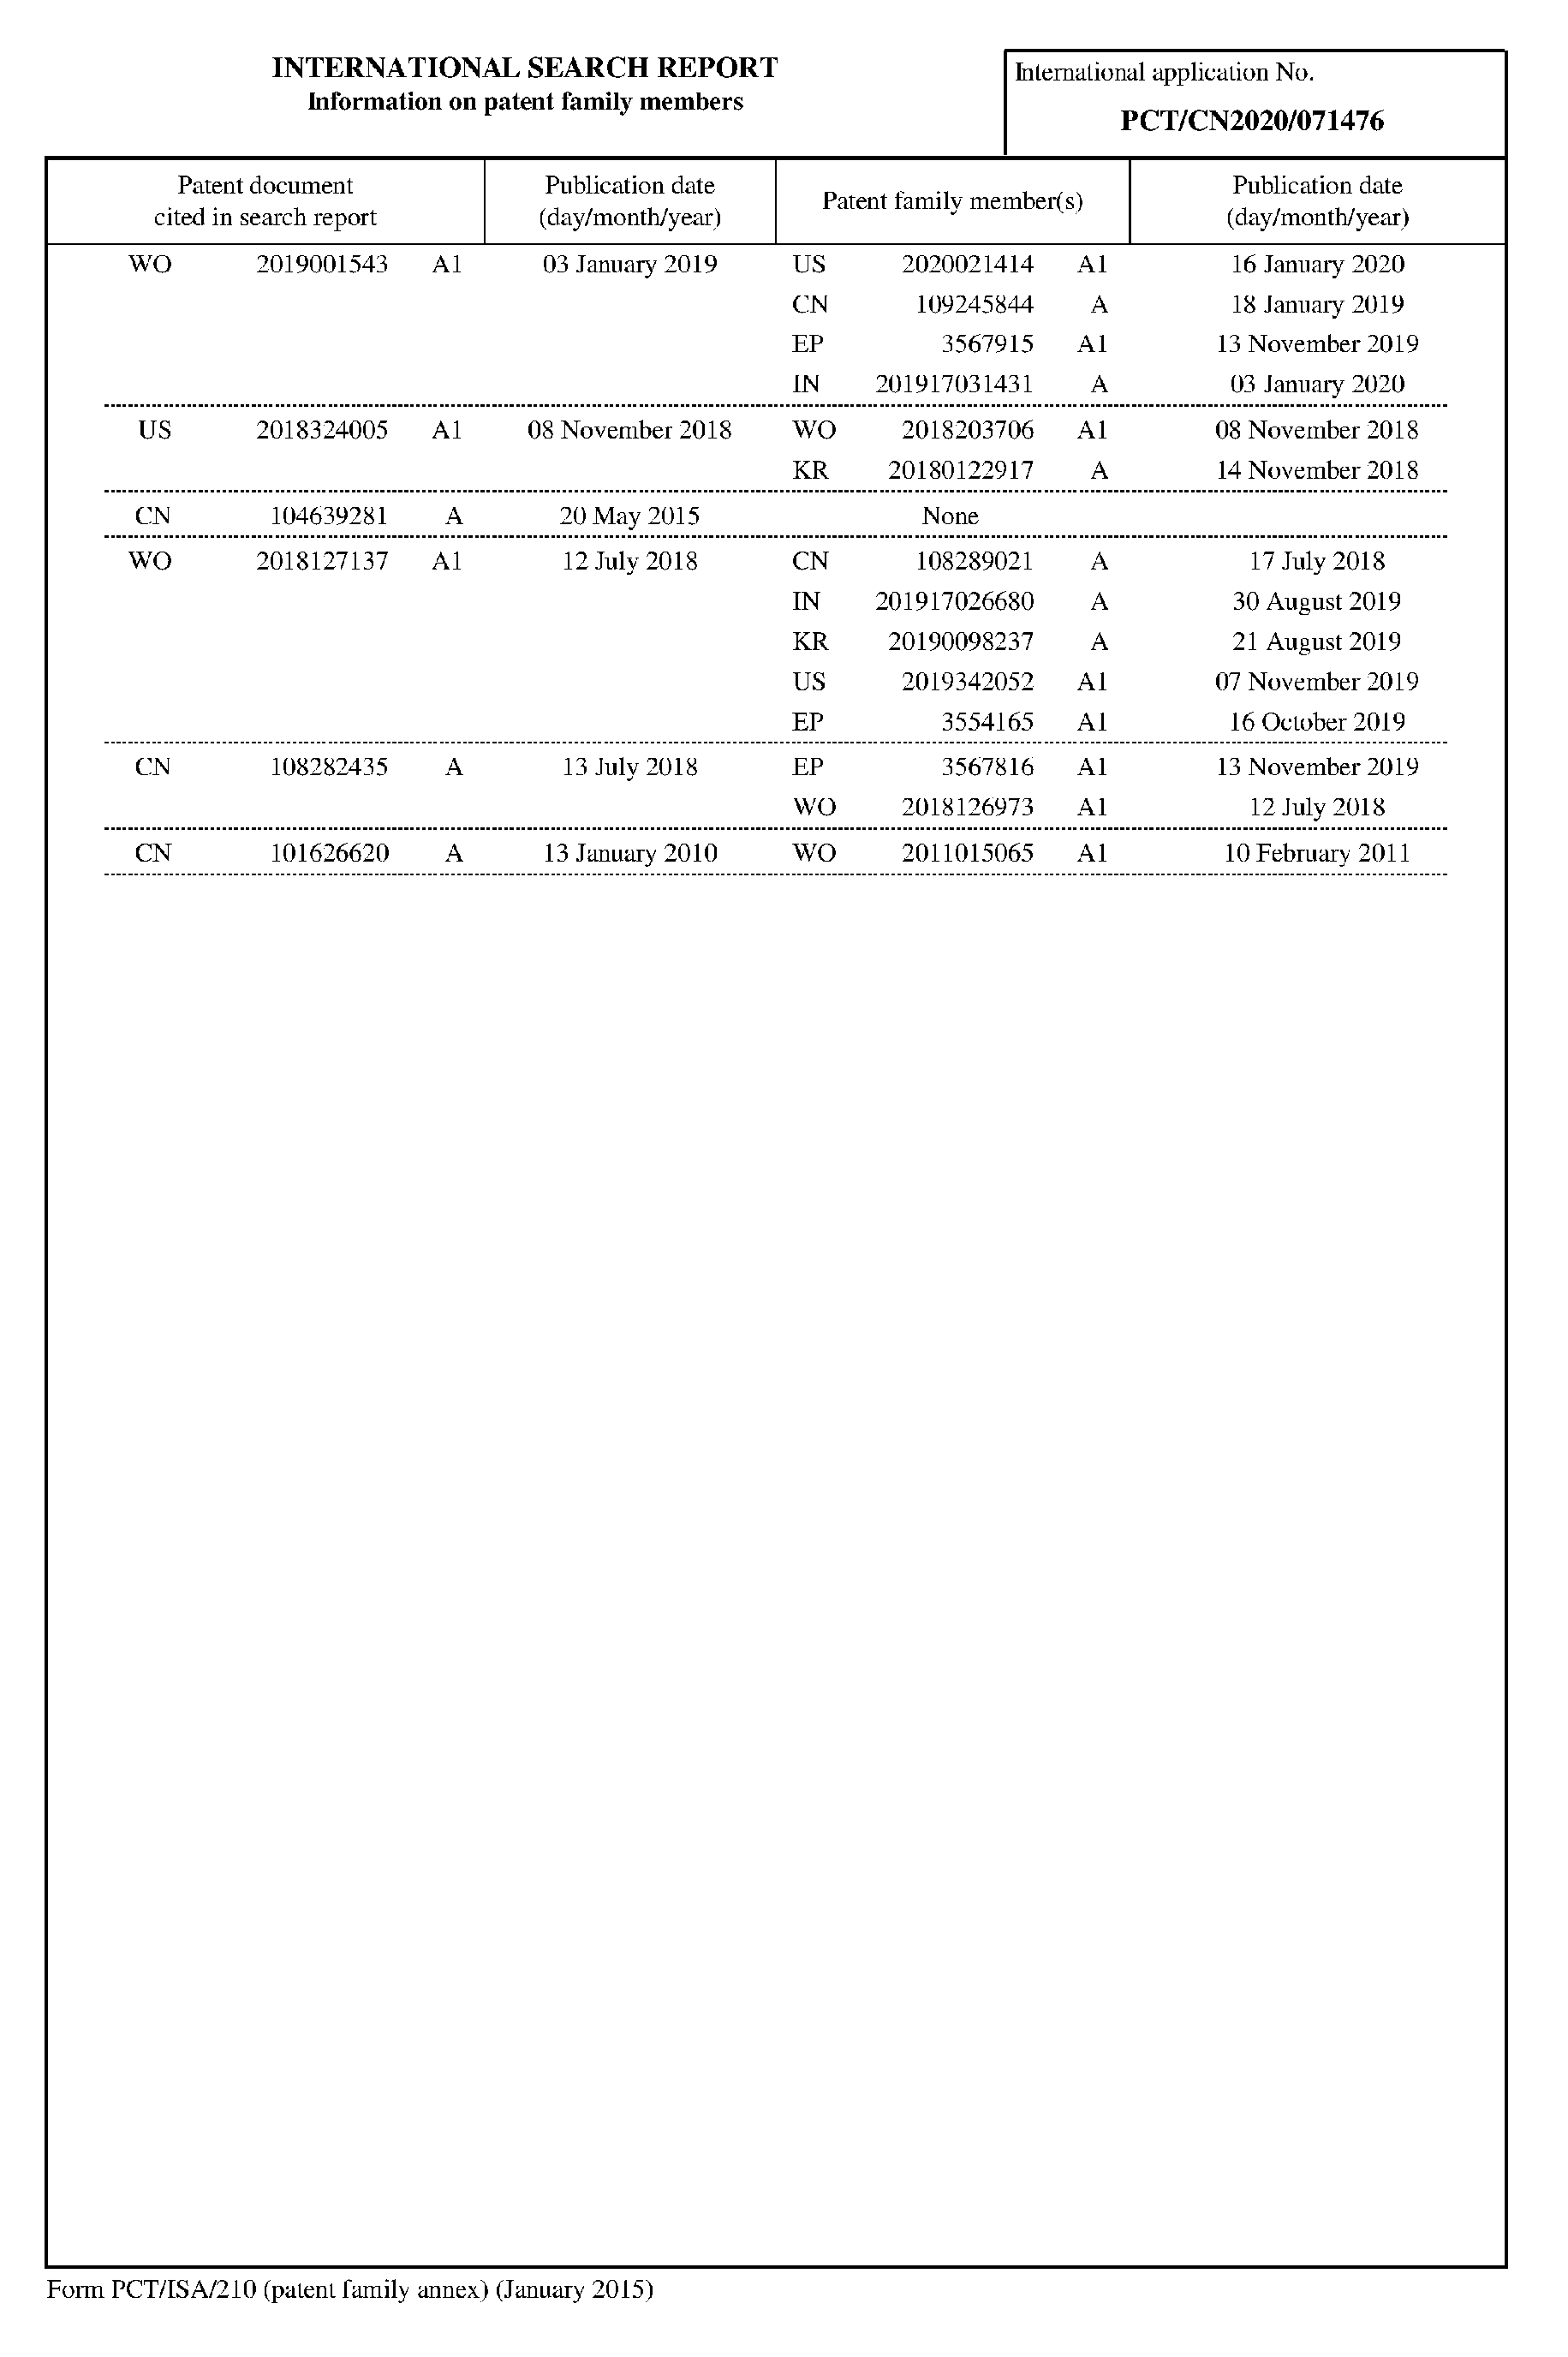 INTERNATIONAL SEARCH REPORT
Information on patent family members
International application No.
PCT/CN2020/071476
Patent document cited in search report
Publication date (day/month/year)
Patent family member(s)
Publication date (day/month/year)
WO 2019001543 A1 03 January 2019 US 2020021414 A1 16 January 2020
CN 109245844 A 18 January 2019
EP 3567915 A1 13 November 2019
IN 201917031431 A 03 January 2020
US 2018324005 A1 08 November 2018 WO 2018203706 A1 08 November 2018
KR 20180122917 A 14 November 2018
CN 104639281 A 20 May 2015 None
WO 2018127137 A1 12 July 2018 CN 108289021 A 17 July 2018
IN 201917026680 A 30 August 2019
KR 20190098237 A 21 August 2019
US 2019342052 A1 07 November 2019
EP 3554165 A1 16 October 2019
CN 108282435 A 13 July 2018 EP 3567816 A1 13 November 2019
WO 2018126973 A1 12 July 2018
CN 101626620 A 13 January 2010 WO 2011015065 A1 10 February 2011
Form PCT/ISA/210 (patent family annex) (January 2015)